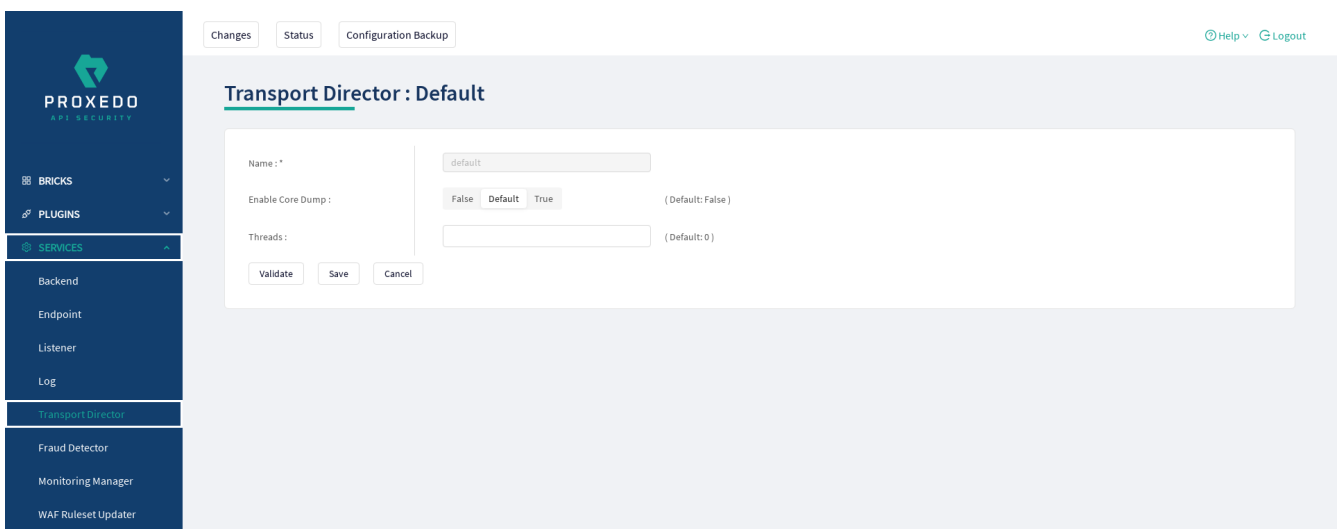 Changes Status Configuration Backup Help Logout
PROXEDO
API SECURITY
Transport Director : Default
BRICKS
PLUGINS
SERVICES
Backend
Endpoint
Listener
Log
Transport Director
Fraud Detector
Monitoring Manager
WAF Ruleset Updater
Name : * default
Enable Core Dump : False Default True ( Default: False )
Threads : ( Default: 0 )
Validate Save Cancel